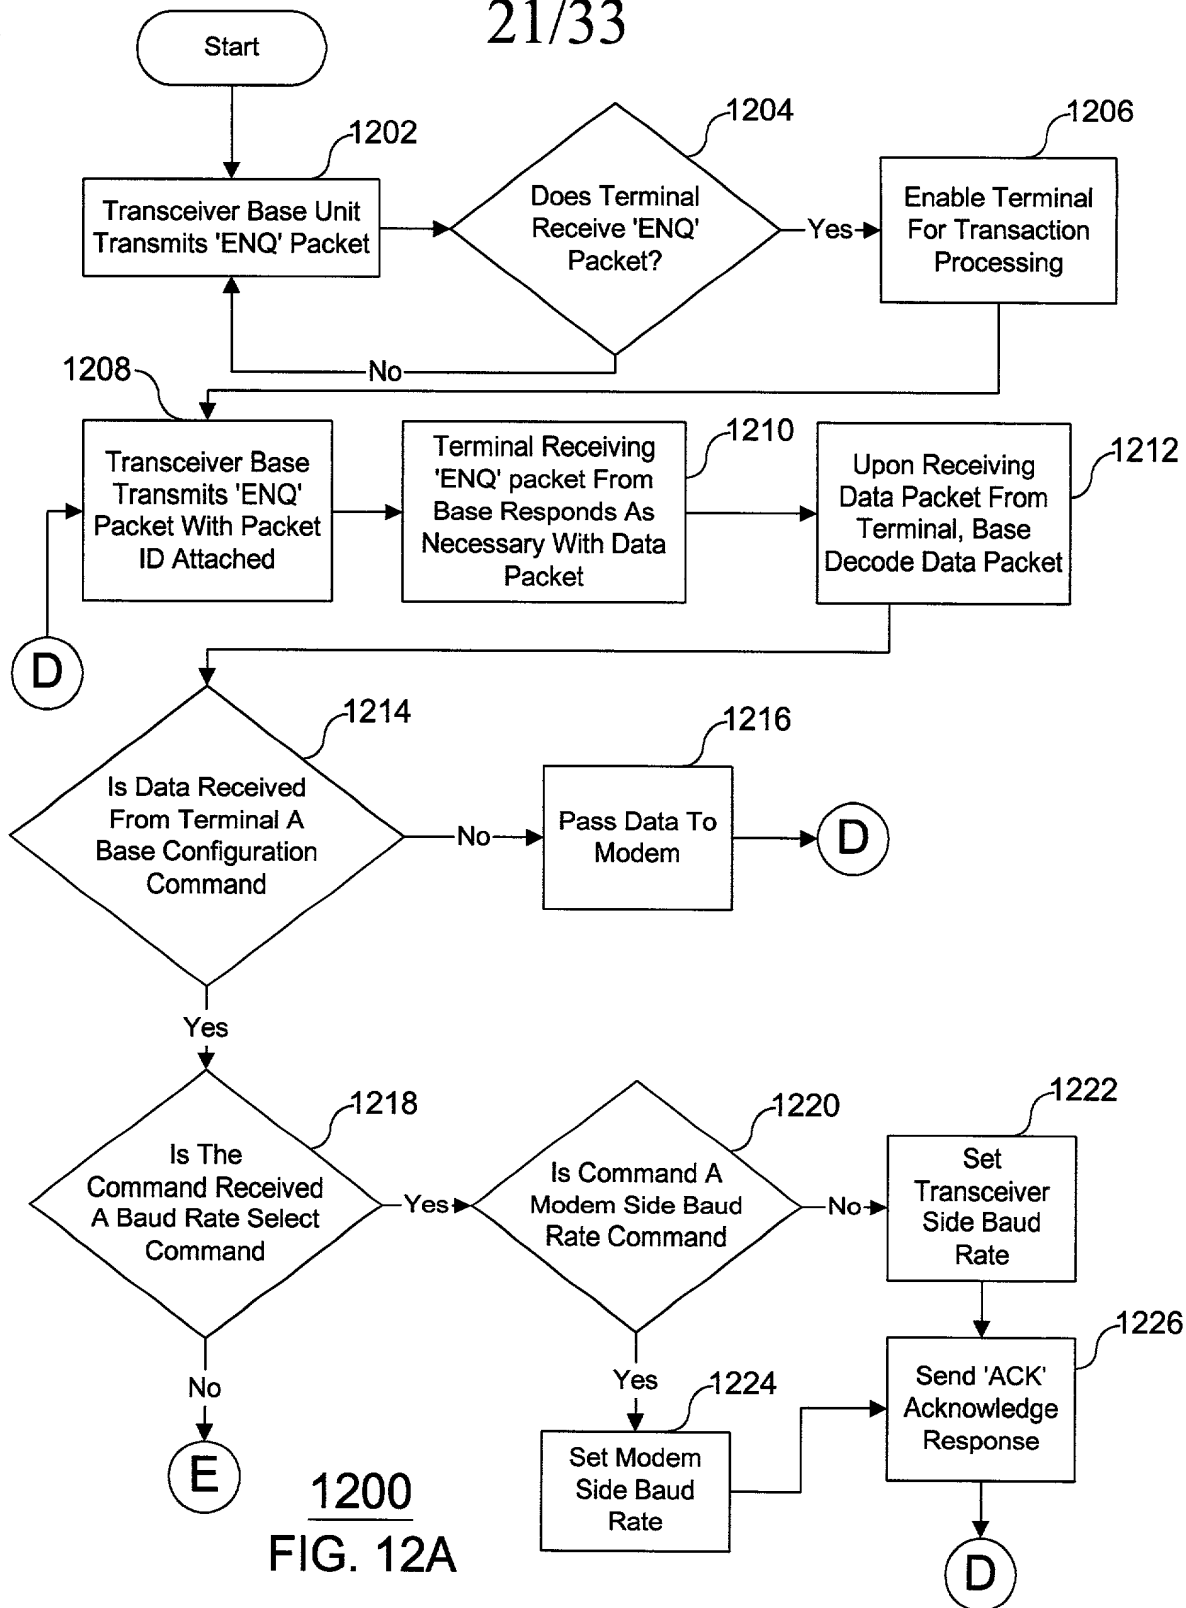 21/33
Start
1202
Transceiver Base Unit
Transmits 'ENQ' Packet
1204
Does Terminal
Receive 'ENQ'
Packet?
Yes
1206
Enable Terminal
For Transaction
Processing
No
1208
Transceiver Base
Transmits 'ENQ'
Packet With Packet
ID Attached
1210
Terminal Receiving
'ENQ' packet From
Base Responds As
Necessary With Data
Packet
1212
Upon Receiving
Data Packet From
Terminal, Base
Decode Data Packet
D
1214
Is Data Received
From Terminal A
Base Configuration
Command
No
1216
Pass Data To
Modem
D
Yes
1218
Is The
Command Received
A Baud Rate Select
Command
Yes
1220
Is Command A
Modem Side Baud
Rate Command
No
1222
Set
Transceiver
Side Baud
Rate
1226
Send 'ACK'
Acknowledge
Response
Yes
1224
Set Modem
Side Baud
Rate
No
E
D
1200
FIG. 12A